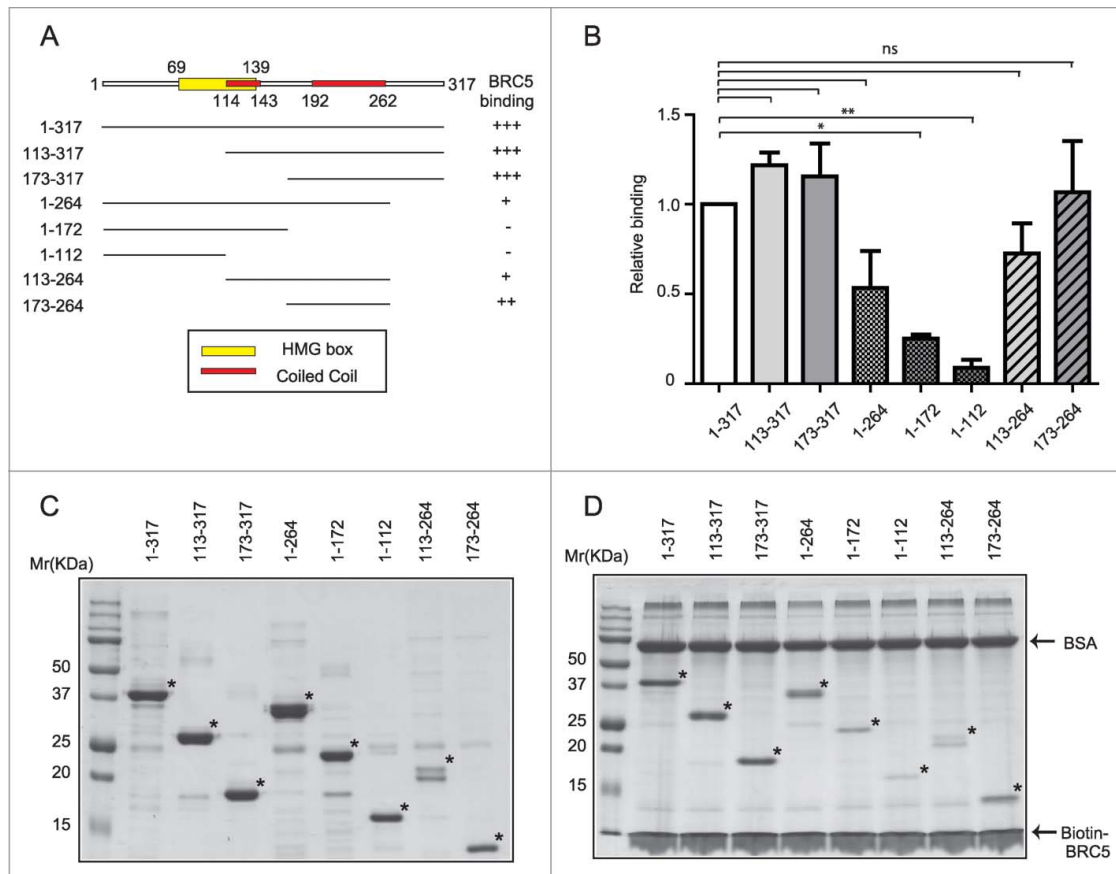 A
69 139
1 317 BRC5
114 143 192 262 binding
1-317 +++
113-317 +++
173-317 +++
1-264 +
1-172 -
1-112 -
113-264 +
173-264 ++
HMG box
Coiled Coil
B
ns
**
*
1.5
1.0
0.5
0
Relative binding
1-317 113-317 173-317 1-264 1-172 1-112 113-264 173-264
C
1-317 113-317 173-317 1-264 1-172 1-112 113-264 173-264
Mr(KDa)
50
37
25
20
15
* * * * * * * *
D
1-317 113-317 173-317 1-264 1-172 1-112 113-264 173-264
Mr(KDa)
50
37
25
20
15
* * * * * * * *
BSA
Biotin-
BRC5